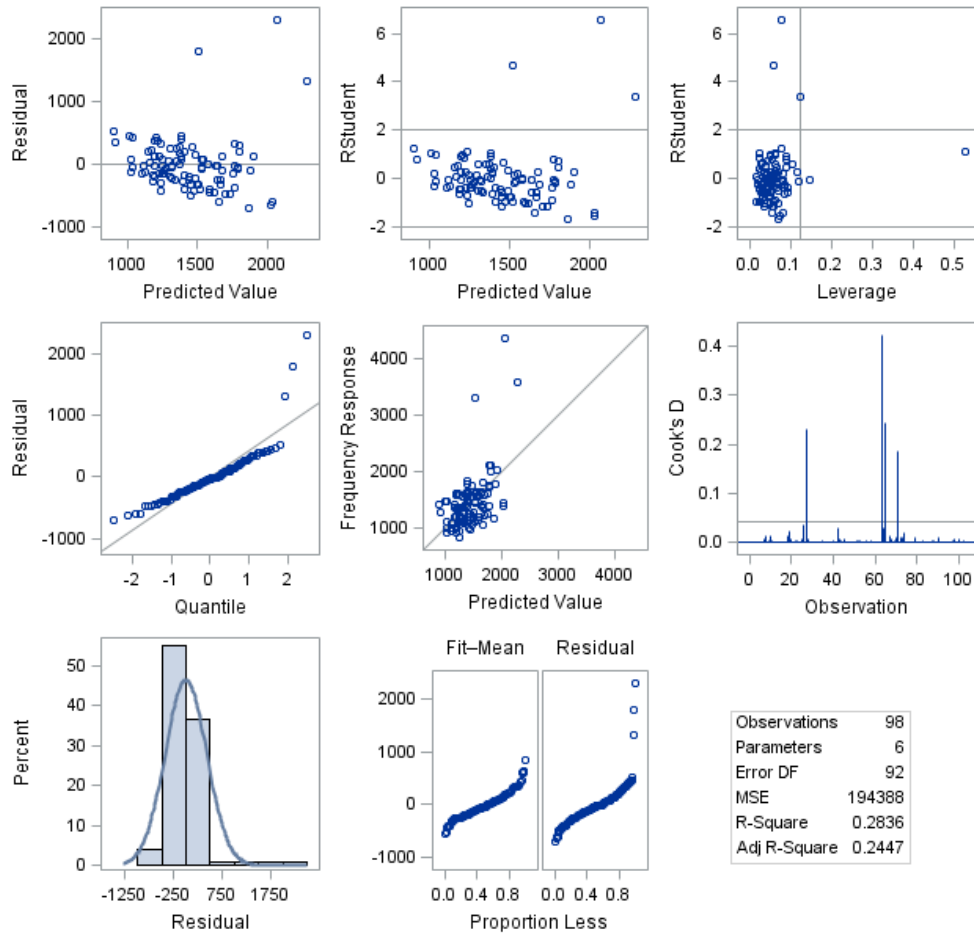 Residual
2000
1000
0
-1000
1000 1500 2000
Predicted Value
RStudent
6
4
2
0
-2
1000 1500 2000
Predicted Value
RStudent
6
4
2
0
-2
0.0 0.1 0.2 0.3 0.4 0.5
Leverage
Residual
2000
1000
0
-1000
-2 -1 0 1 2
Quantile
Frequency Response
4000
3000
2000
1000
1000 2000 3000 4000
Predicted Value
Cook's D
0.4
0.3
0.2
0.1
0.0
0 20 40 60 80 100
Observation
Percent
50
40
30
20
10
0
-1250 -250 750 1750
Residual
Fit–Mean Residual
2000
1000
0
-1000
0.0 0.4 0.8 0.0 0.4 0.8
Proportion Less
Observations 98
Parameters 6
Error DF 92
MSE 194388
R-Square 0.2836
Adj R-Square 0.2447